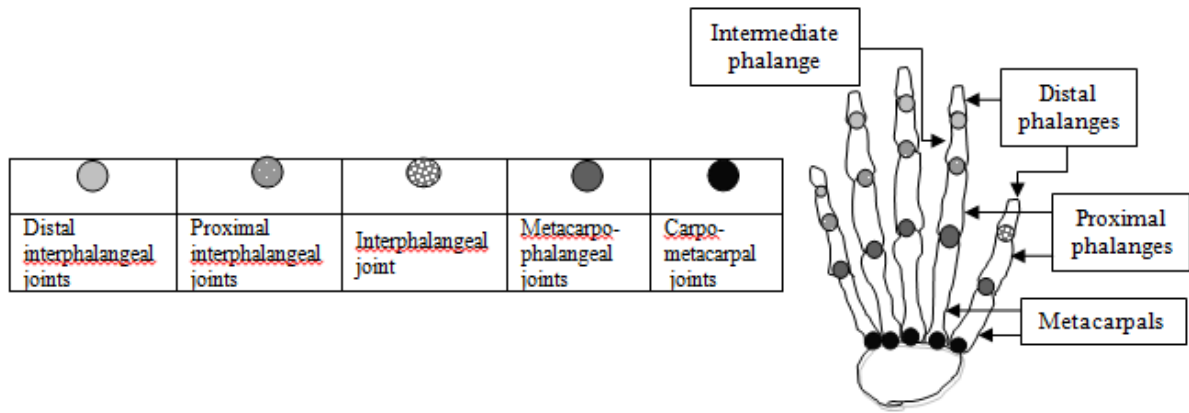 Intermediate
phalange
Distal
phalanges
Proximal
phalanges
Metacarpals
Distal
interphalangeal
joints
Proximal
interphalangeal
joints
Interphalangeal
joint
Metacarpo-
phalangeal
joints
Carpo-
metacarpal
joints